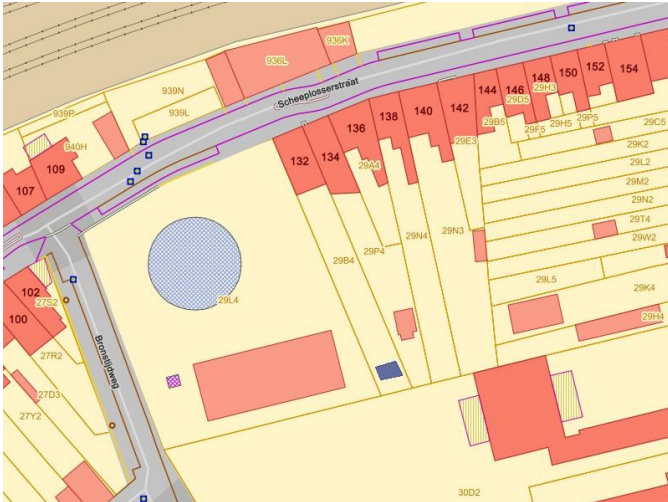 936K
936L
Scheeplosserstraat
939N
939L
939P
940H
109
107
144
146
148
150
152
154
29H3
29D5
142
140
138
136
134
132
29B5
29F5
29H5
29P5
29C5
29K2
29E3
29A4
29L2
29M2
29N2
29T4
29W2
29N3
29N4
29P4
29B4
29L5
29K4
29H4
29L4
102
100
27S2
27R2
27D3
27Y2
Bronstijdweg
30D2